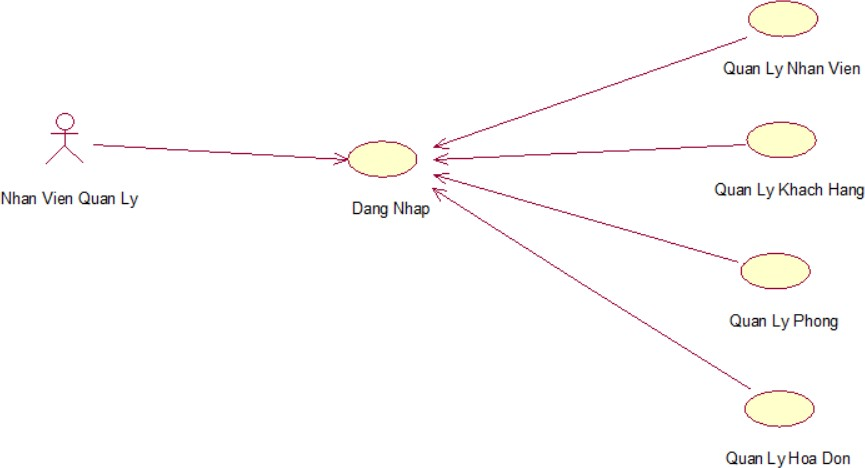 Quan Ly Nhan Vien
Quan Ly Khach Hang
Nhan Vien Quan Ly
Dang Nhap
Quan Ly Phong
Quan Ly Hoa Don